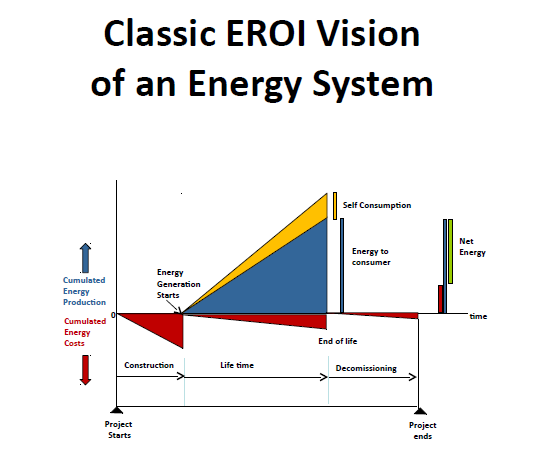 Classic EROI Vision
of an Energy System
Self Consumption
Energy to
consumer
Net
Energy
Energy
Generation
Starts
Cumulated
Energy
Production
0
time
Cumulated
Energy
Costs
End of life
Construction
Life time
Decomissioning
Project
Starts
Project
ends